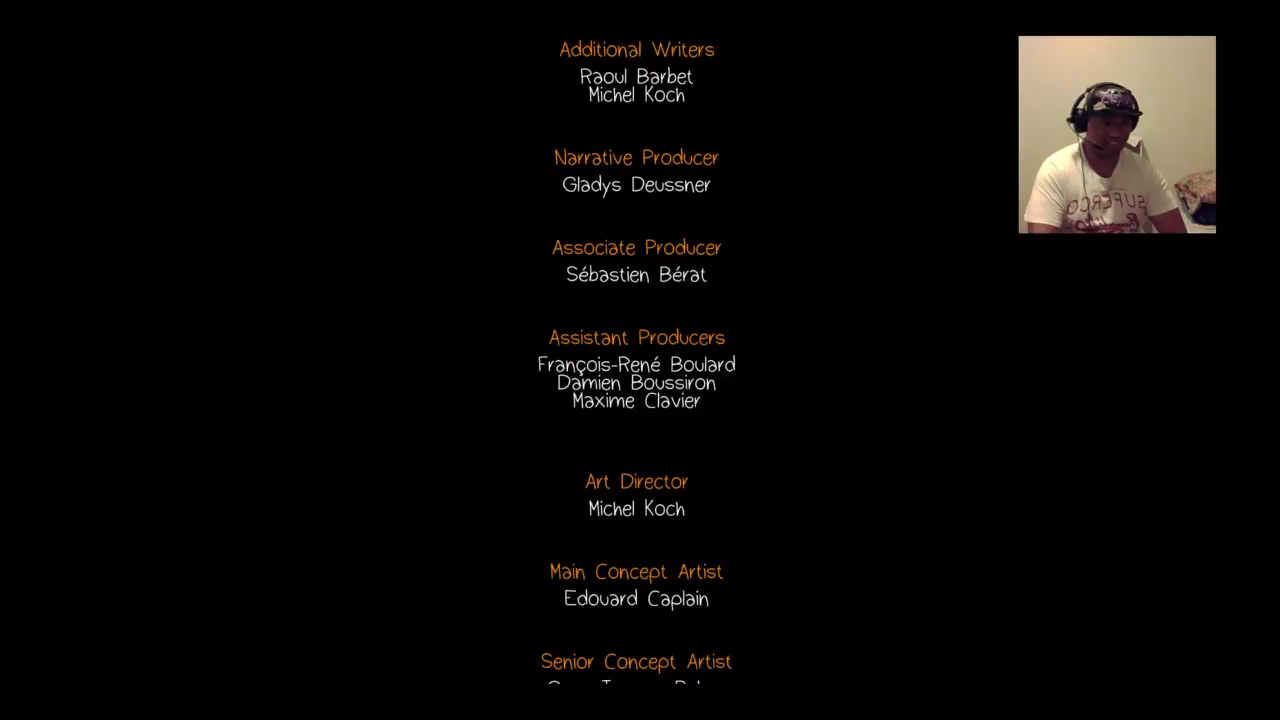 Additional Writers
Raoul Barbet
Michel Koch
Narrative Producer
Gladys Deussner
Associate Producer
Sébastien Bérat
Assistant Producers
François-René Boulard
Damien Boussiron
Maxime Clavier
Art Director
Michel Koch
Main Concept Artist
Edouard Caplain
Senior Concept Artist
SUPERCO